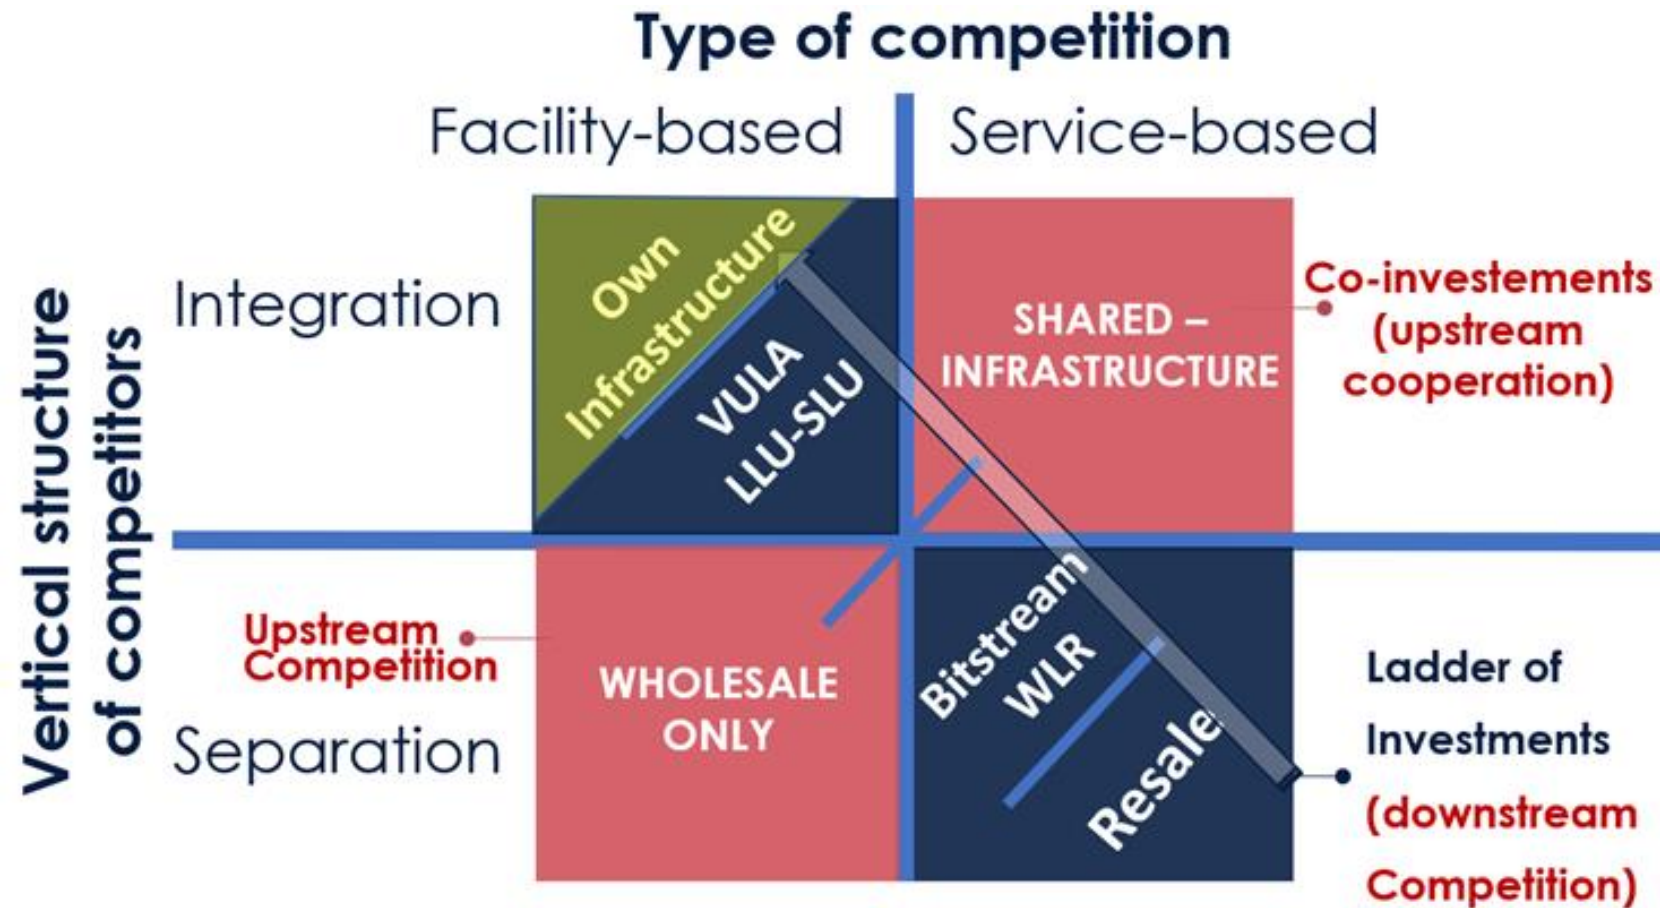 Type of competition
Facility-based
Service-based
Vertical structure
of competitors
Integration
Separation
Own
Infrastructure
VULA
LLU-SLU
SHARED –
INFRASTRUCTURE
Co-investements
(upstream
cooperation)
Upstream
Competition
WHOLESALE
ONLY
Bitstream
WLR
Resale
Ladder of
Investments
(downstream
Competition)